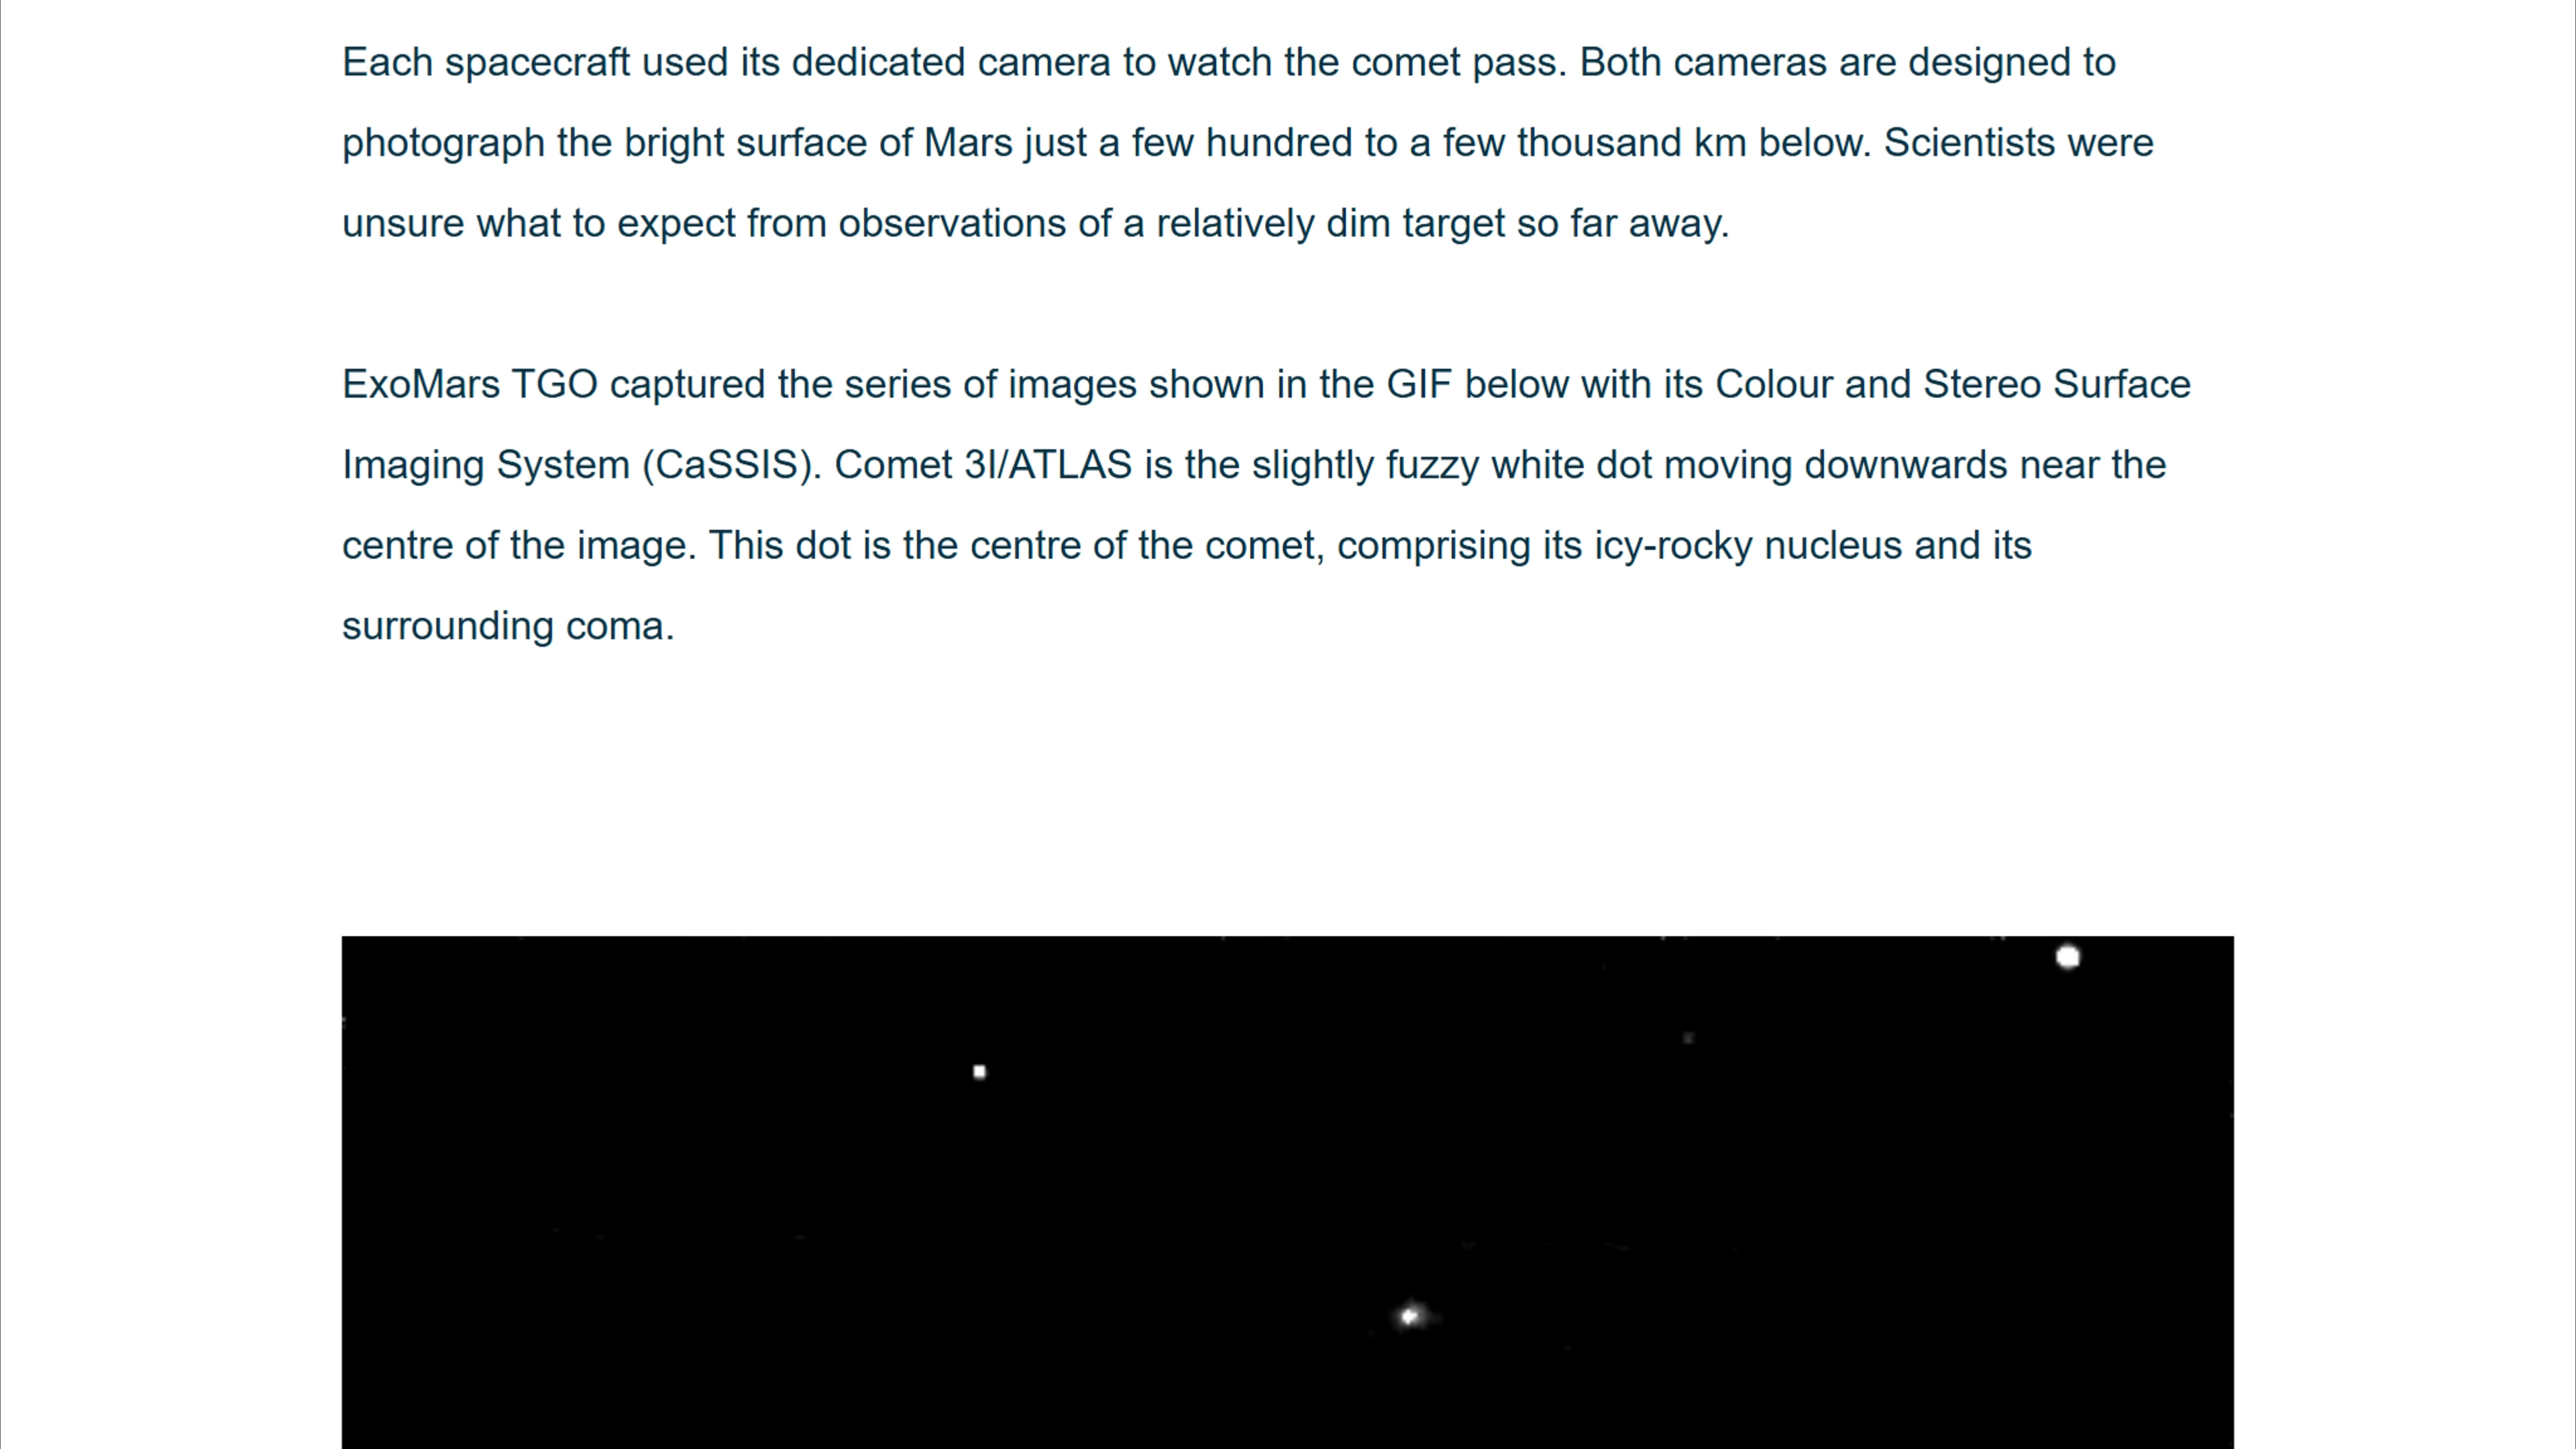 Each spacecraft used its dedicated camera to watch the comet pass. Both cameras are designed to
photograph the bright surface of Mars just a few hundred to a few thousand km below. Scientists were
unsure what to expect from observations of a relatively dim target so far away.
ExoMars TGO captured the series of images shown in the GIF below with its Colour and Stereo Surface
Imaging System (CaSSIS). Comet 3I/ATLAS is the slightly fuzzy white dot moving downwards near the
centre of the image. This dot is the centre of the comet, comprising its icy-rocky nucleus and its
surrounding coma.